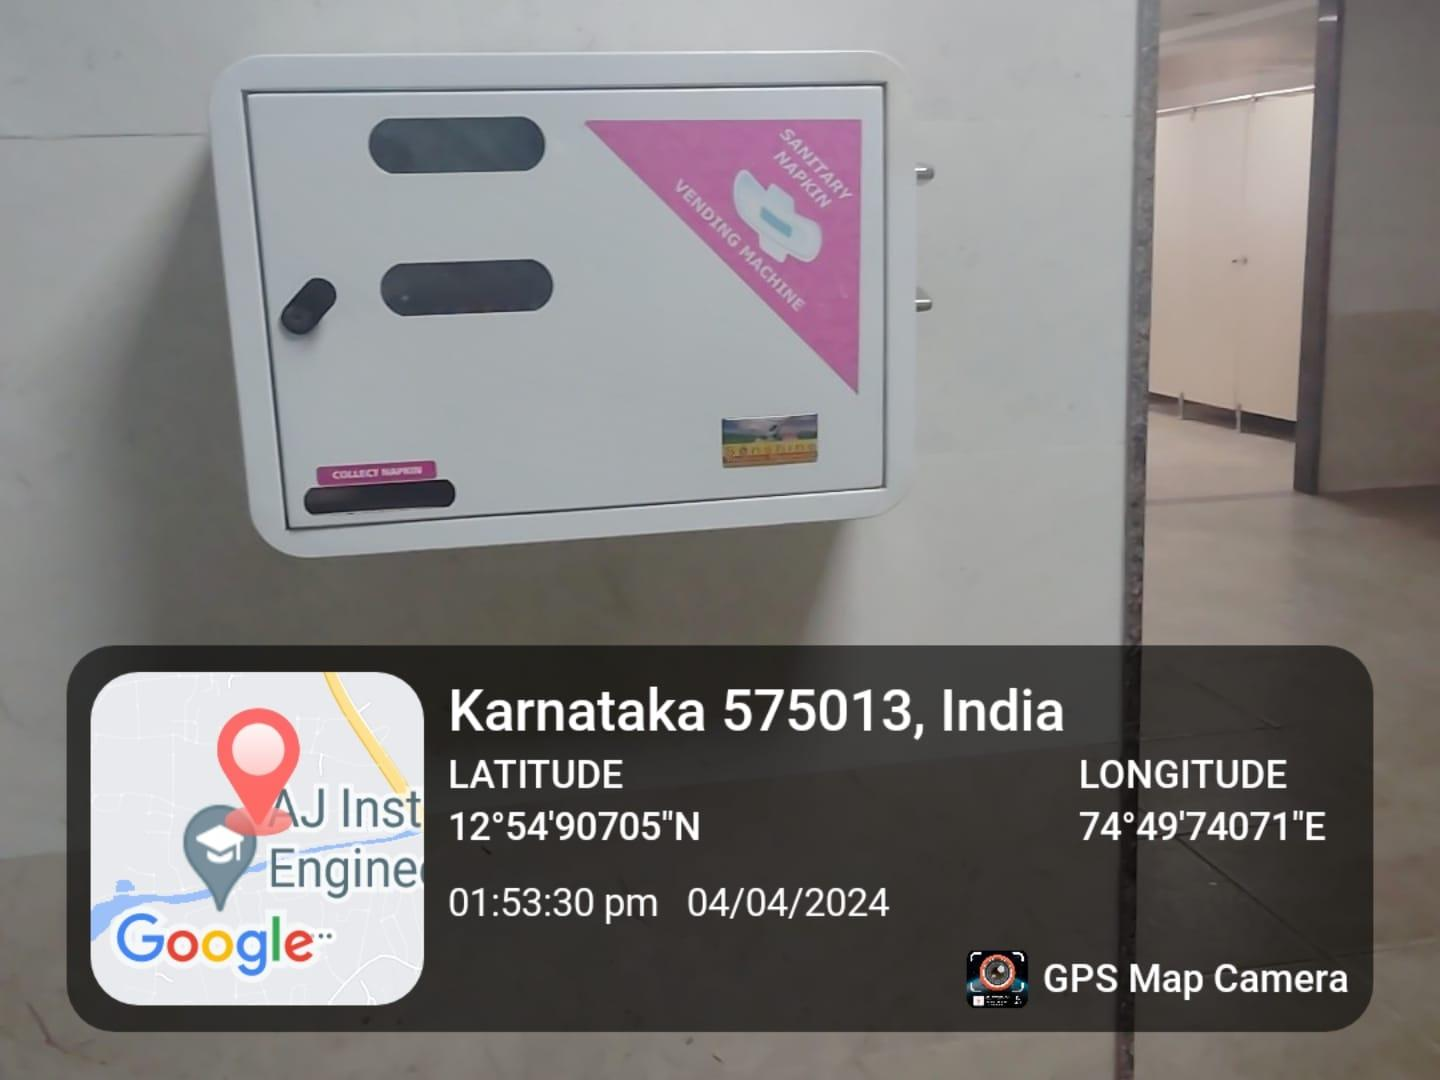 SANITARY
NAPKIN
VENDING MACHINE
COLLECT NAPKIN
Karnataka 575013, India
LATITUDE
12°54'90705"N
LONGITUDE
74°49'74071"E
01:53:30 pm 04/04/2024
AJ Inst
Enginee
Google
GPS Map Camera